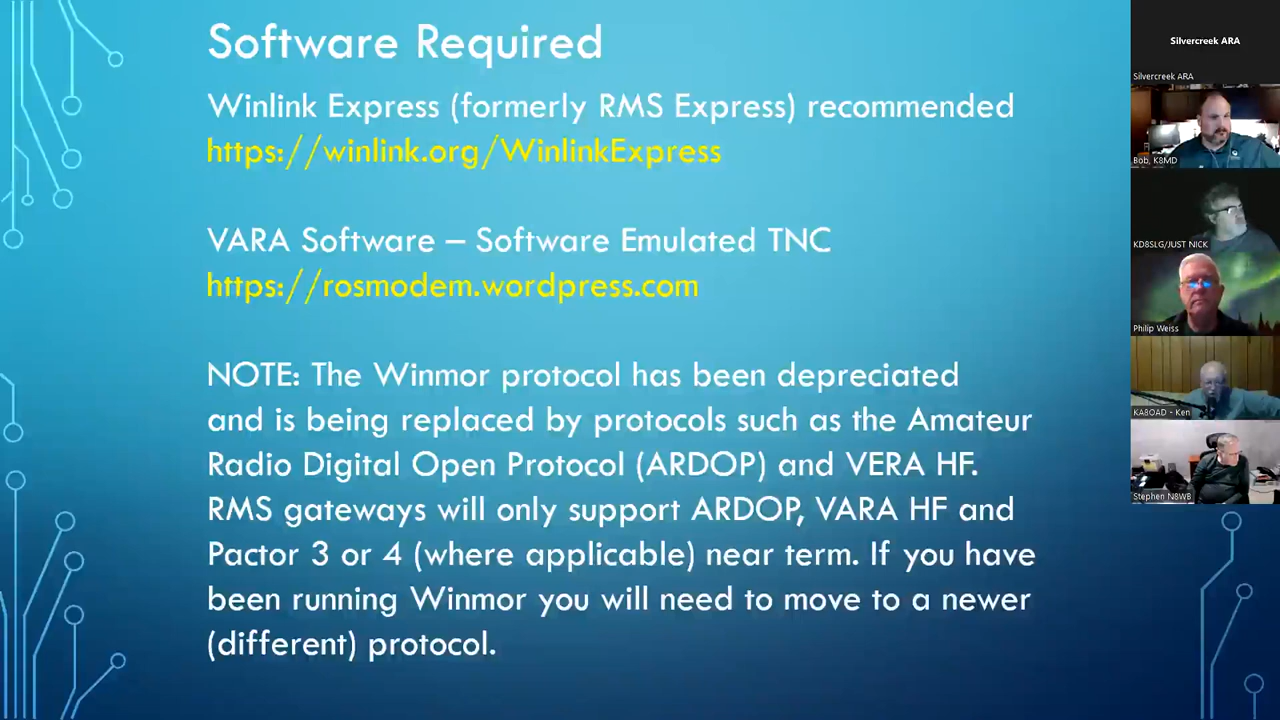 Software Required
Winlink Express (formerly RMS Express) recommended
https://winlink.org/WinlinkExpress
VARA Software – Software Emulated TNC
https://rosmodem.wordpress.com
NOTE: The Winmor protocol has been depreciated
and is being replaced by protocols such as the Amateur
Radio Digital Open Protocol (ARDOP) and VERA HF.
RMS gateways will only support ARDOP, VARA HF and
Pactor 3 or 4 (where applicable) near term. If you have
been running Winmor you will need to move to a newer
(different) protocol.
Silvercreek ARA
Silvercreek ARA
Bob, K8MD
KD8SLG/JUST NICK
Philip Weiss
KA8OAD - Ken
Stephen N8WB